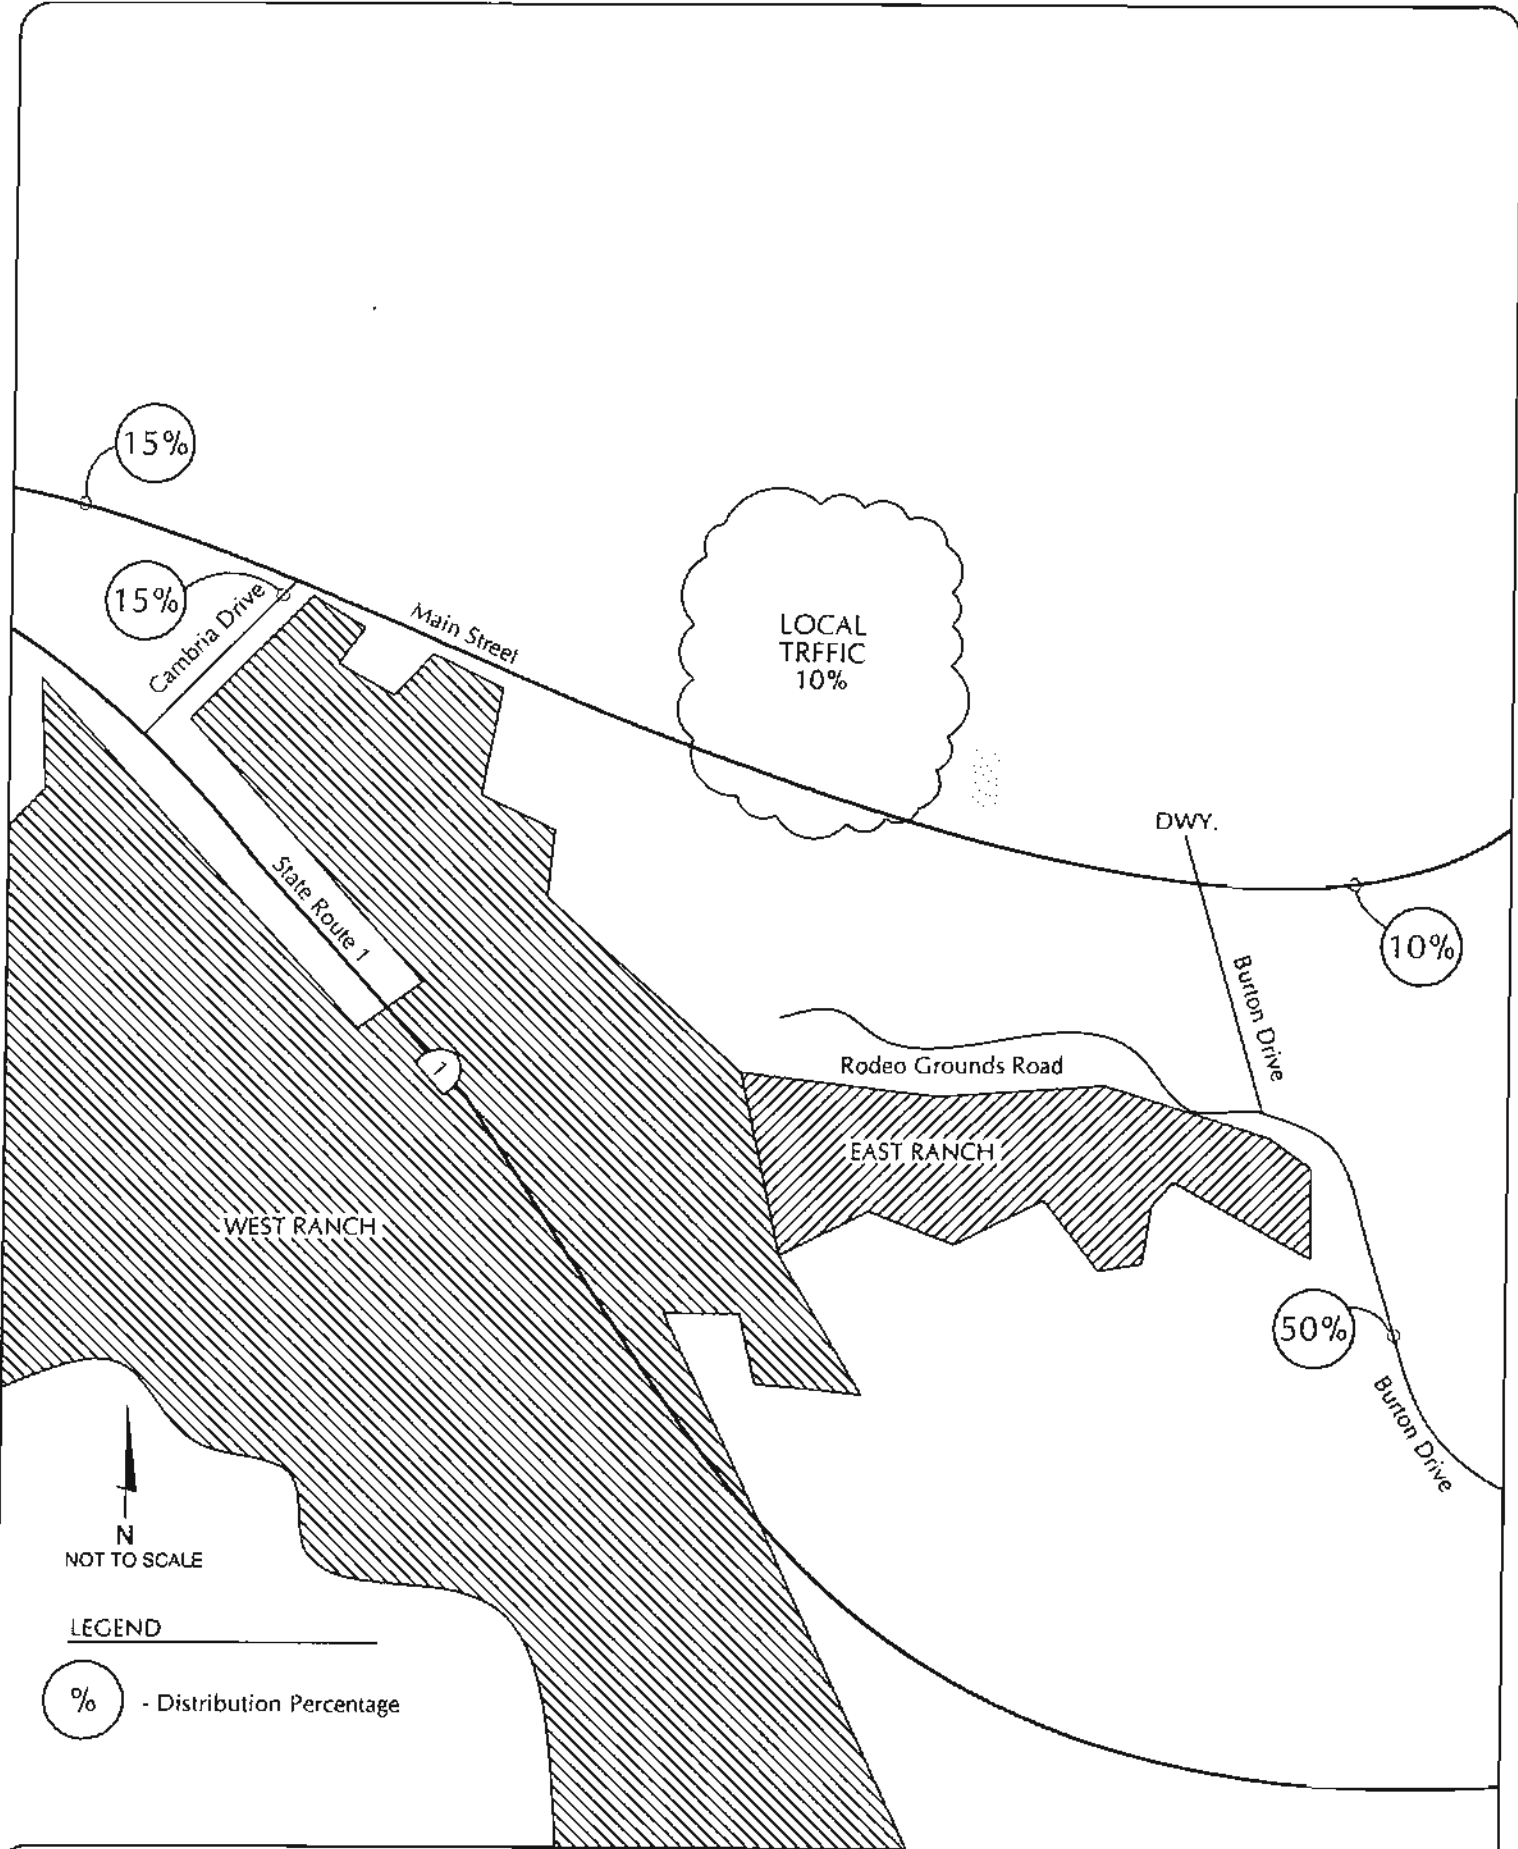 15%
15%
Cambria Drive
Main Street
LOCAL
TRFFIC
10%
DWY.
State Route 1
10%
Burton Drive
1
Rodeo Grounds Road
EAST RANCH
WEST RANCH
50%
Burton Drive
N
NOT TO SCALE
LEGEND
% - Distribution Percentage